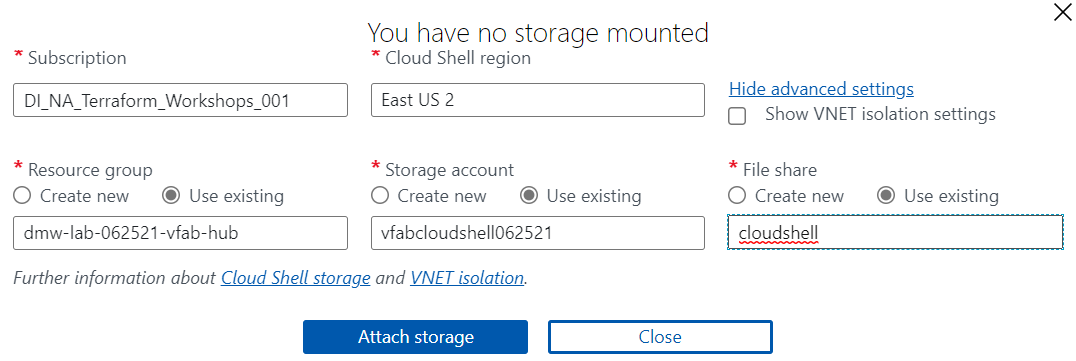 You have no storage mounted
* Subscription
* Cloud Shell region
DI_NA_Terraform_Workshops_001
East US 2
Hide advanced settings
Show VNET isolation settings
* Resource group
* Storage account
* File share
Create new Use existing
Create new Use existing
Create new Use existing
dmw-lab-062521-vfab-hub
vfabcloudshell062521
cloudshell
Further information about Cloud Shell storage and VNET isolation.
Attach storage
Close